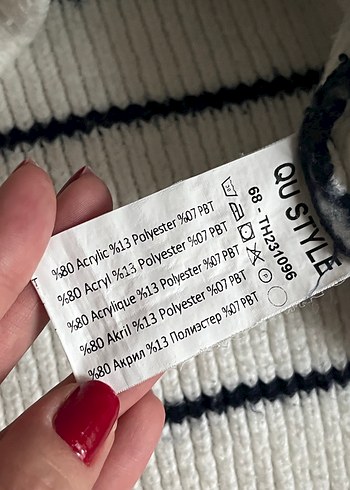 QU STYLE
68 - TH231096
%80 Acrylic %13 Polyester %07 PBT
%80 Acryl %13 Polyester %07 PBT
%80 Acrylique %13 Polyester %07 PBT
%80 Akril %13 Polyester %07 PBT
%80 Акрил %13 Полиэстер %07 PBT